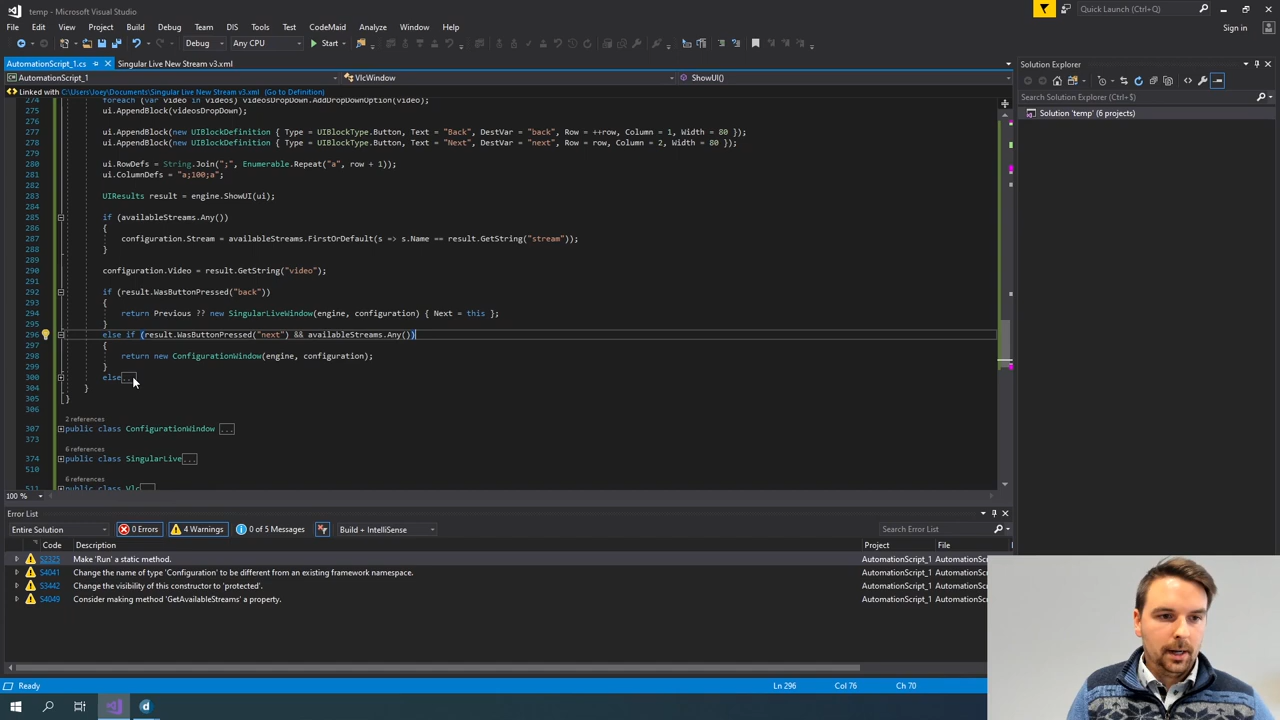 temp - Microsoft Visual Studio
Quick Launch (Ctrl+Q)
File Edit View Project Build Debug Team Tools Test CodeMaid Analyze Window Help
Sign in
Debug Any CPU Start
AutomationScript_1.cs Singular Live New Stream v3.xml
AutomationScript_1 VlcWindow ShowUI()
Linked with C:\Users\Joey\Documents\Singular Live New Stream v3.xml (Go to Definition)
274 foreach (var video in videos) videosDropDown.AddDropDownOption(video);
275 ui.AppendBlock(videosDropDown);
276
277 ui.AppendBlock(new UIBlockDefinition { Type = UIBlockType.Button, Text = "Back", DestVar = "back", Row = ++row, Column = 1, Width = 80 });
278 ui.AppendBlock(new UIBlockDefinition { Type = UIBlockType.Button, Text = "Next", DestVar = "next", Row = row, Column = 2, Width = 80 });
279
280 ui.RowDefs = String.Join(";", Enumerable.Repeat("a", row + 1));
281 ui.ColumnDefs = "a;100;a";
282
283 UIResults result = engine.ShowUI(ui);
284
285 if (availableStreams.Any())
286 {
287 configuration.Stream = availableStreams.FirstOrDefault(s => s.Name == result.GetString("stream"));
288 }
289
290 configuration.Video = result.GetString("video");
291
292 if (result.WasButtonPressed("back"))
293 {
294 return Previous ?? new SingularLiveWindow(engine, configuration) { Next = this };
295 }
296 else if (result.WasButtonPressed("next") && availableStreams.Any())
297 {
298 return new ConfigurationWindow(engine, configuration);
299 }
300 else...
304 }
305 }
306
2 references
307 public class ConfigurationWindow ...
373
6 references
374 public class SingularLive...
510
6 references
511 public class Vlc...
100 %
Solution Explorer
Search Solution Explorer (Ctrl+$)
Solution 'temp' (6 projects)
Error List
Entire Solution 0 Errors 4 Warnings 0 of 5 Messages Build + IntelliSense
Search Error List
Code Description Project File
S2325 Make 'Run' a static method. AutomationScript_1 AutomationScri
S4041 Change the name of type 'Configuration' to be different from an existing framework namespace. AutomationScript_1 AutomationScri
S3442 Change the visibility of this constructor to 'protected'. AutomationScript_1 AutomationScri
S4049 Consider making method 'GetAvailableStreams' a property. AutomationScript_1 AutomationScri
Ready Ln 296 Col 76 Ch 70